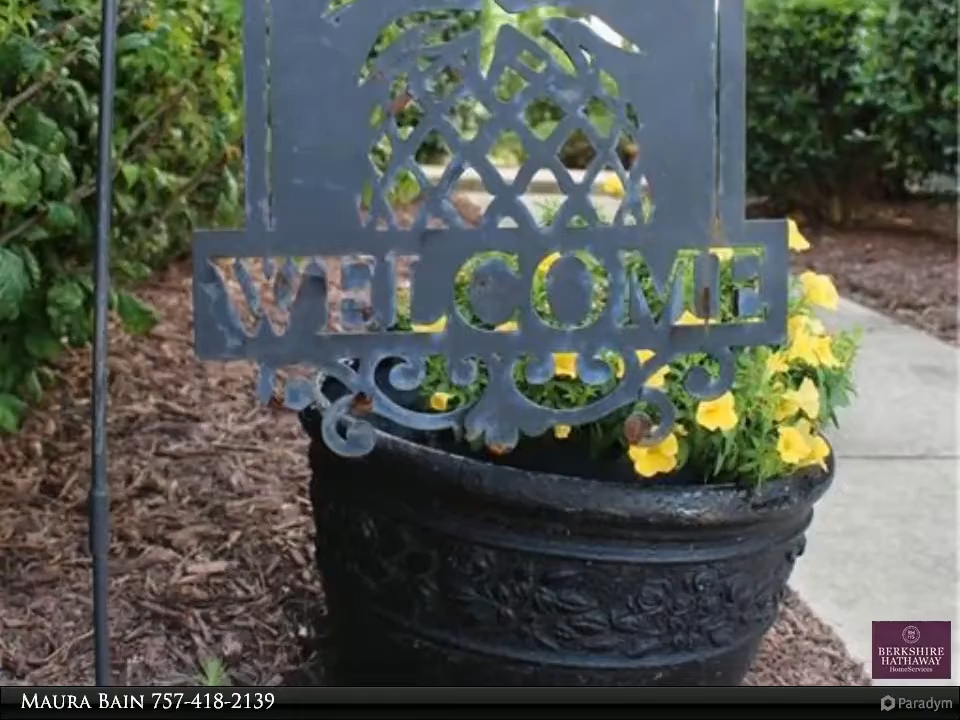 WELCOME
BERKSHIRE
HATHAWAY
HomeServices
MAURA BAIN 757-418-2139
Paradym